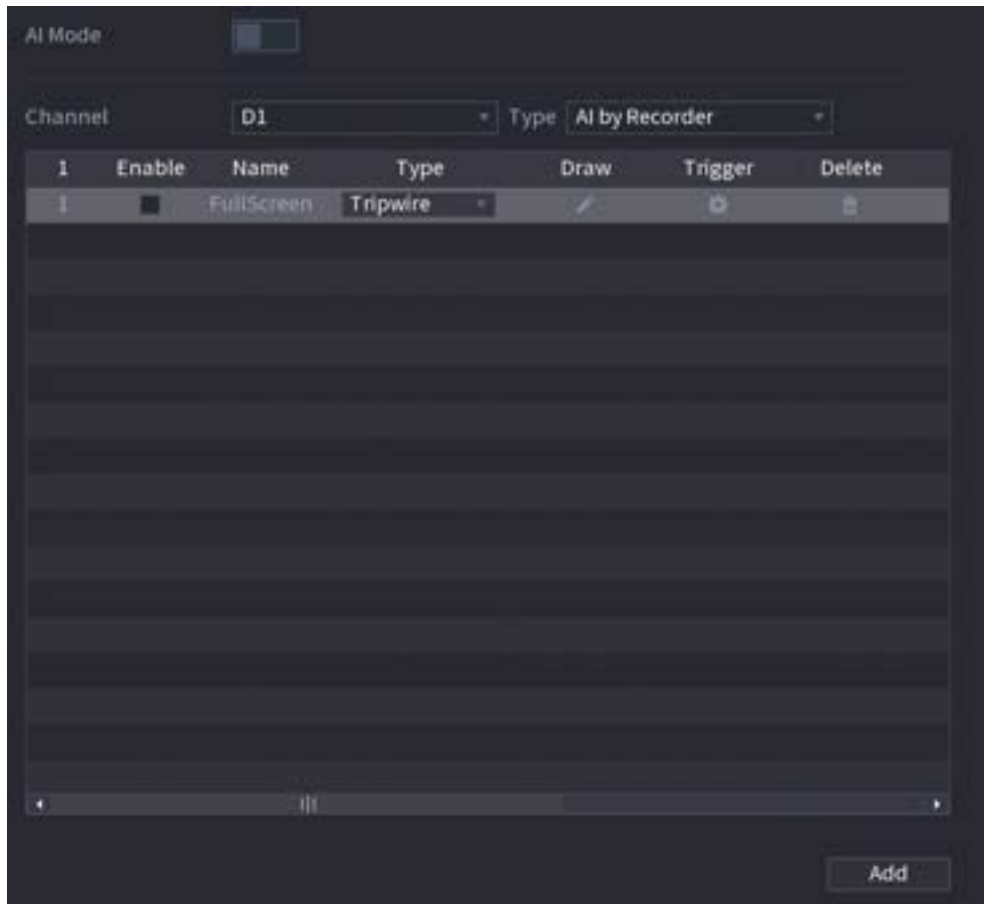 AI Mode
Channel D1 Type AI by Recorder
1 Enable Name Type Draw Trigger Delete
1 FullScreen Tripwire
Add